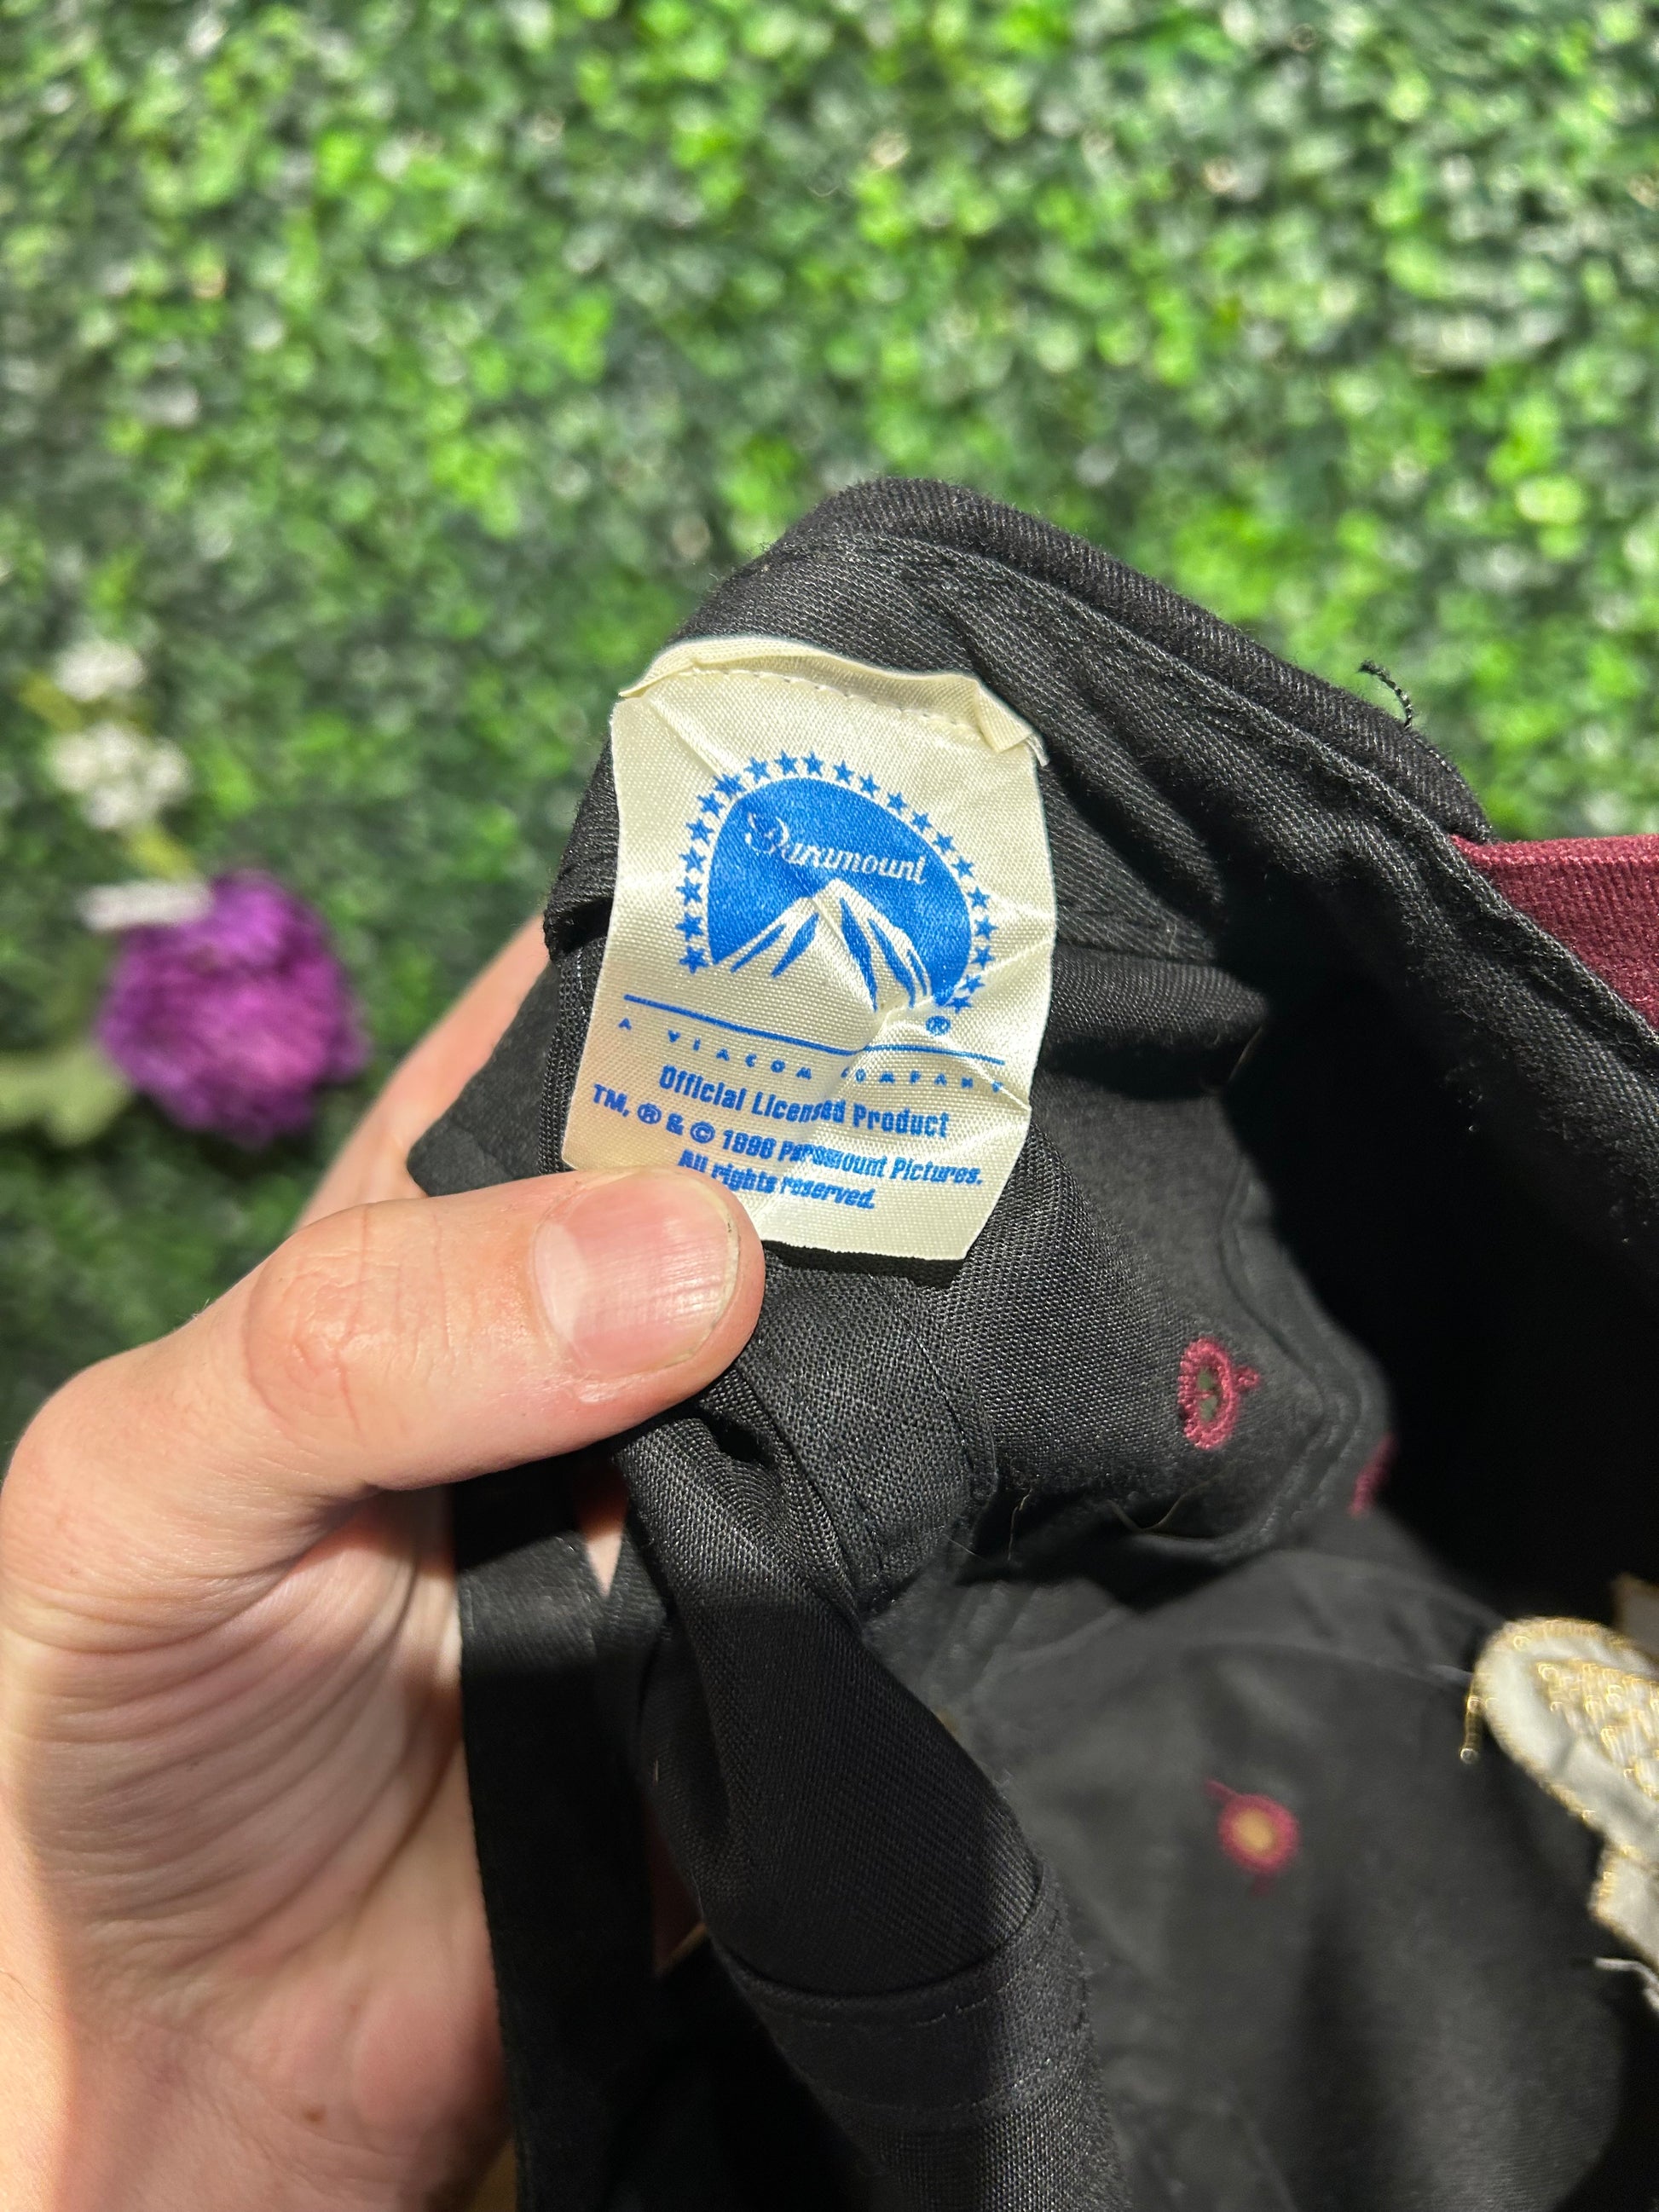 Paramount
®
A VIACOM COMPANY
Official Licensed Product
TM, ® & © 1996 Paramount Pictures.
All rights reserved.